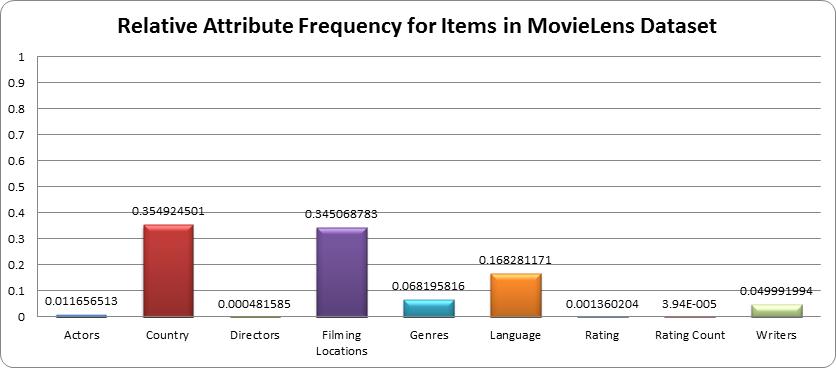 Relative Attribute Frequency for Items in MovieLens Dataset
1
0.9
0.8
0.7
0.6
0.5
0.4
0.3
0.2
0.1
0
0.011656513
0.354924501
0.000481585
0.345068783
0.068195816
0.168281171
0.001360204
3.94E-005
0.049991994
Actors
Country
Directors
Filming
Locations
Genres
Language
Rating
Rating Count
Writers